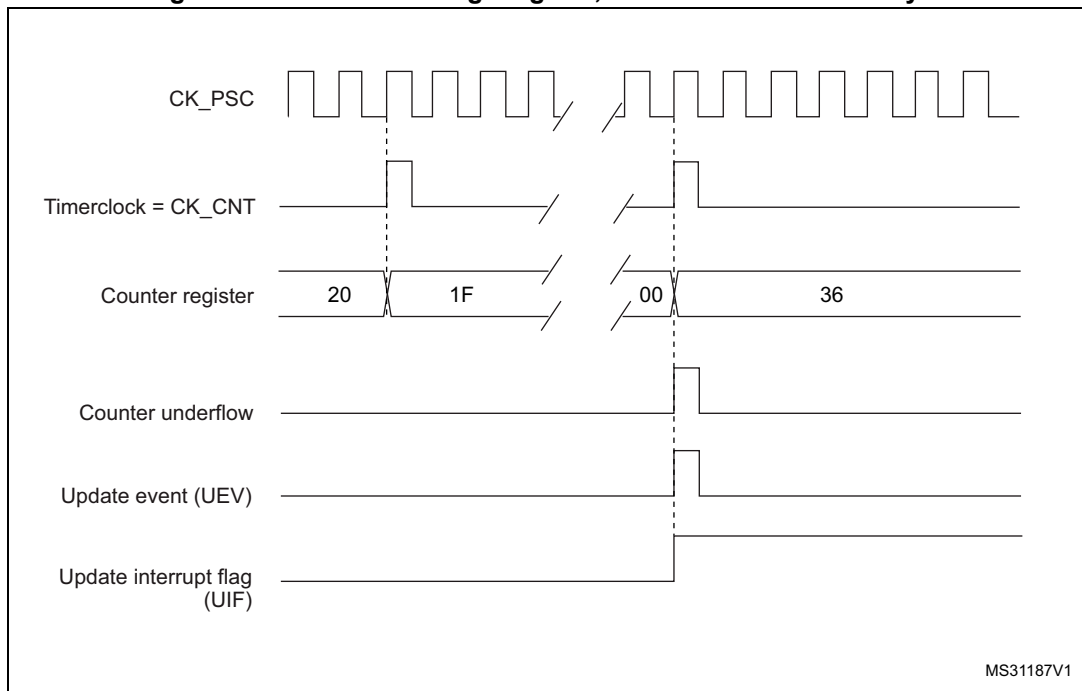 CK_PSC
Timerclock = CK_CNT
Counter register 20 1F 00 36
Counter underflow
Update event (UEV)
Update interrupt flag
(UIF)
MS31187V1